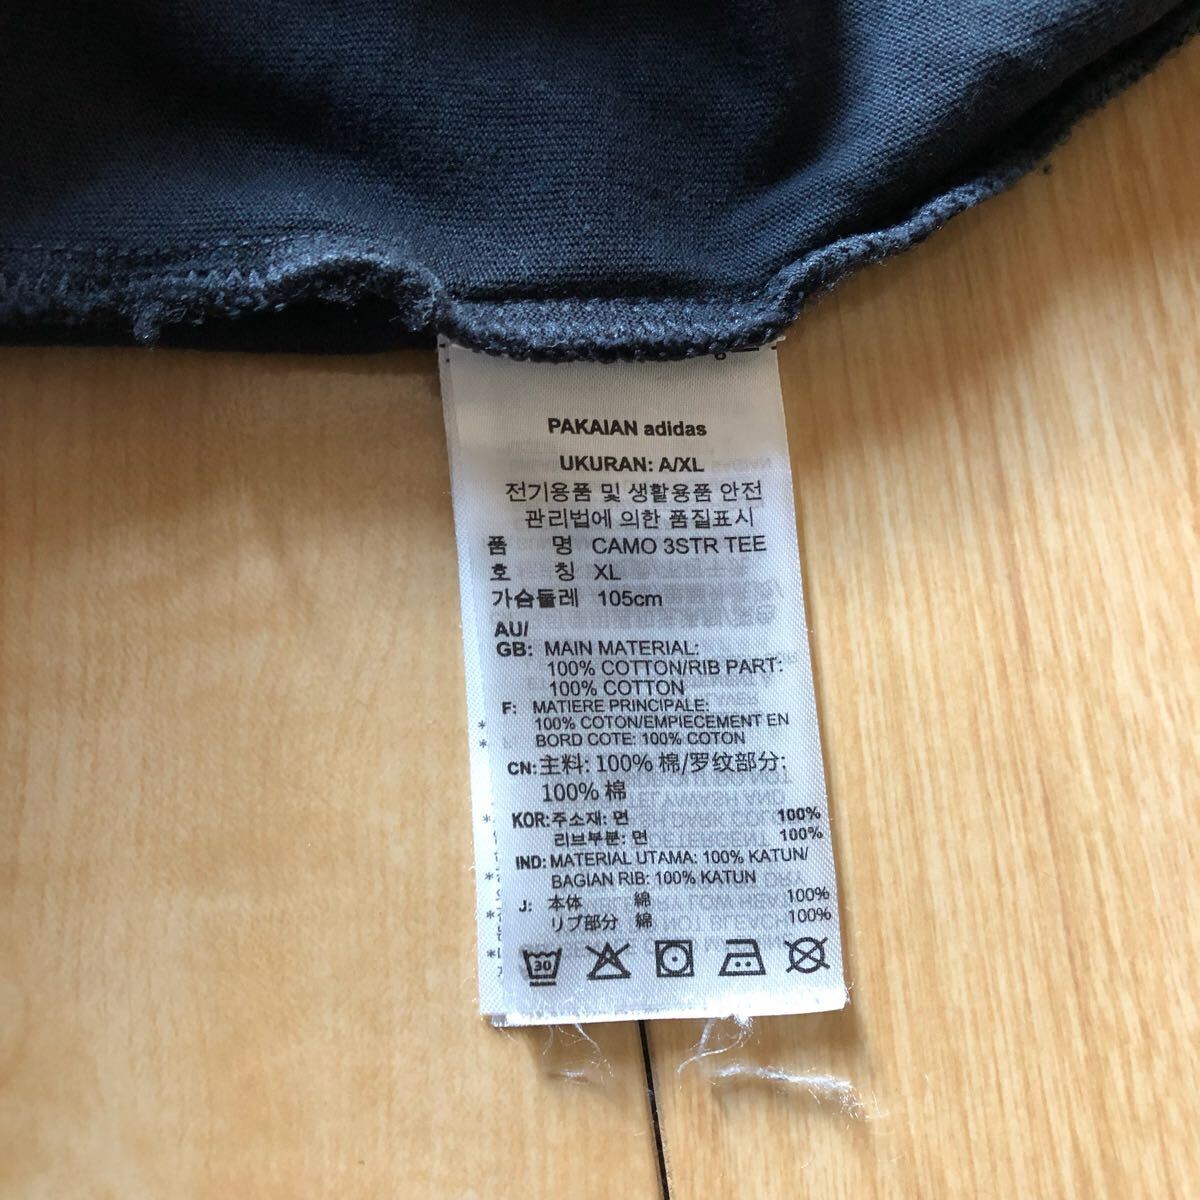 PAKAIAN adidas
UKURAN: A/XL
전기용품 및 생활용품 안전
관리법에 의한 품질표시
품 명 CAMO 3STR TEE
호 칭 XL
가슴둘레 105cm
AU/
GB: MAIN MATERIAL:
100% COTTON/RIB PART:
100% COTTON
F: MATIERE PRINCIPALE:
100% COTON/EMPIECEMENT EN
BORD COTE: 100% COTON
CN: 主料: 100% 棉/罗纹部分:
100% 棉
KOR: 주소재: 면 100%
리브부분: 면 100%
IND: MATERIAL UTAMA: 100% KATUN/
BAGIAN RIB: 100% KATUN
J: 本体 綿 100%
リブ部分 綿 100%
30